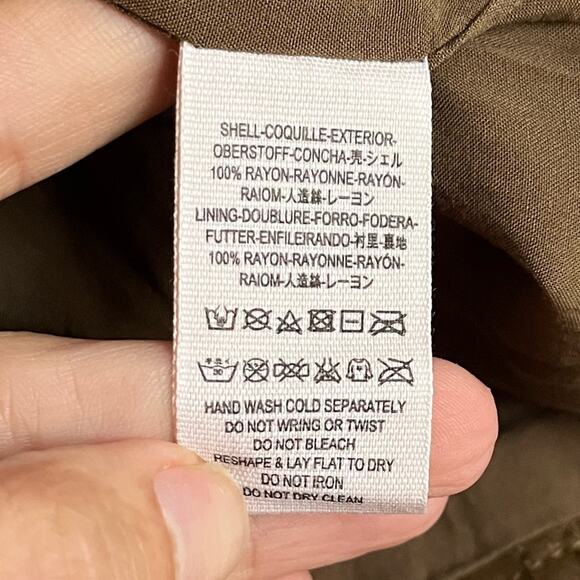 SHELL-COQUILLE-EXTERIOR-
OBERSTOFF-CONCHA-売-シェル
100% RAYON-RAYONNE-RAYÓN-
RAIOM-人造絲-レーヨン
LINING-DOUBLURE-FORRO-FODERA-
FUTTER-ENFILEIRANDO-衬里-裏地
100% RAYON-RAYONNE-RAYÓN-
RAIOM-人造絲-レーヨン
30
HAND WASH COLD SEPARATELY
DO NOT WRING OR TWIST
DO NOT BLEACH
RESHAPE & LAY FLAT TO DRY
DO NOT IRON
DO NOT DRY CLEAN